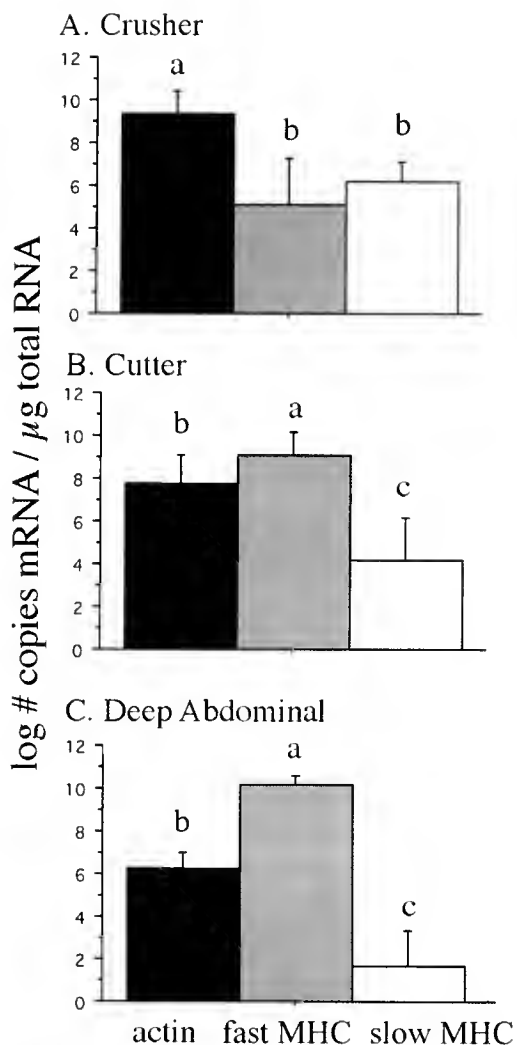 log # copies mRNA / µg total RNA
A. Crusher
12
10
8
6
4
2
0
a
b
b
B. Cutter
12
10
8
6
4
2
0
b
a
c
C. Deep Abdominal
12
10
8
6
4
2
0
b
a
c
actin fast MHC slow MHC